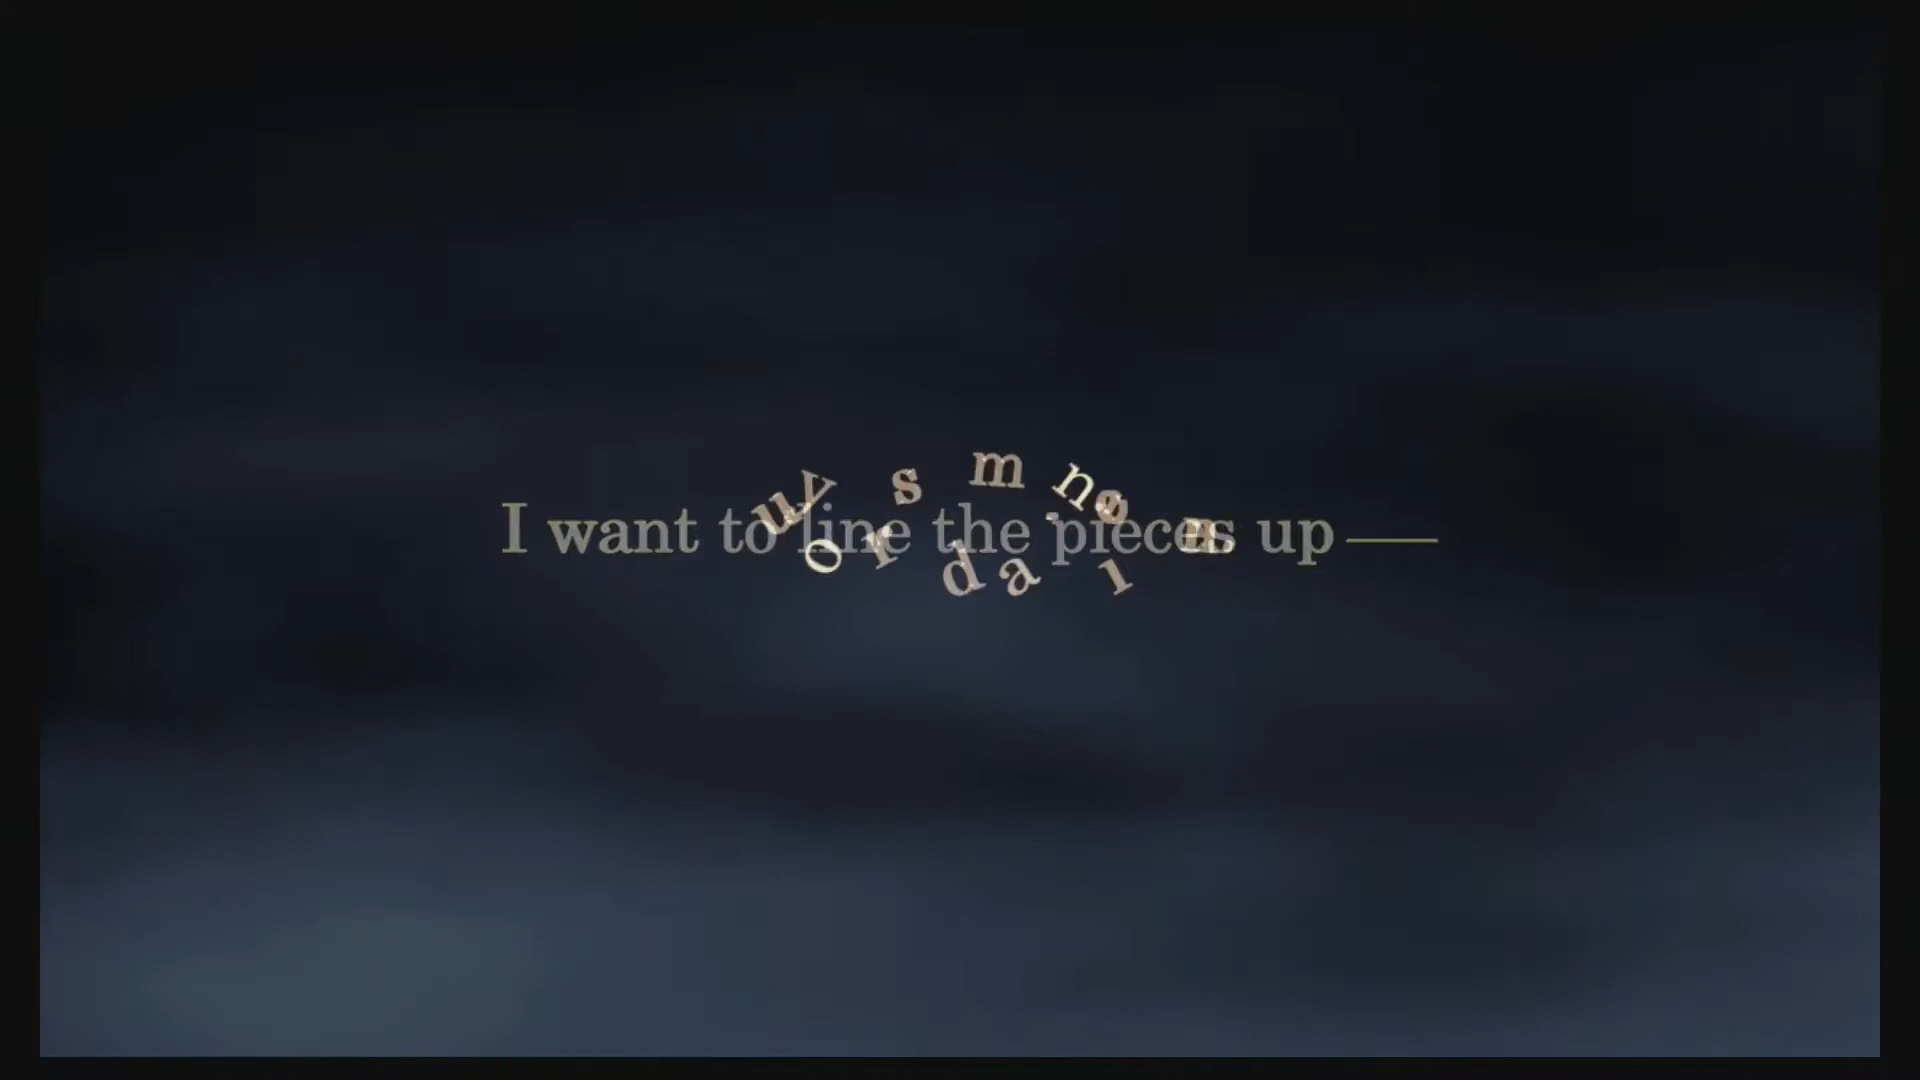 I want to line the pieces up —